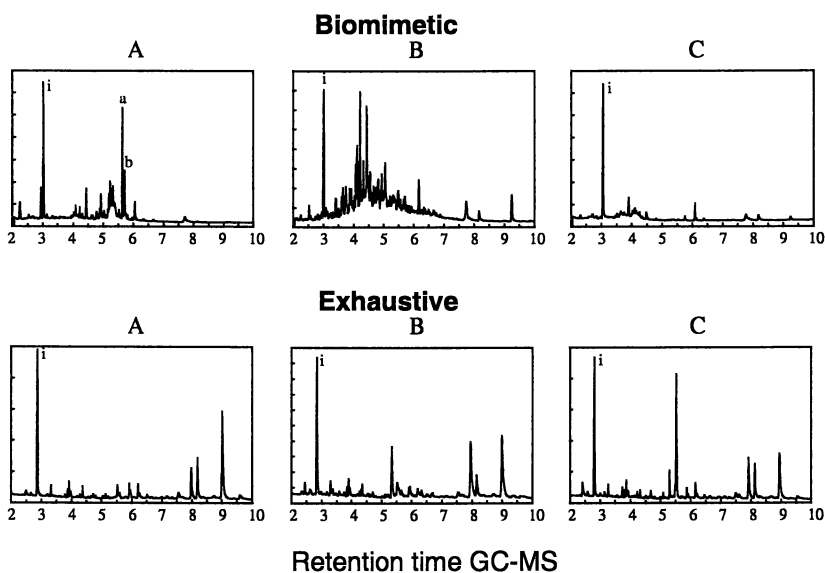 Biomimetic
A B C
i a b i i
2 3 4 5 6 7 8 9 10 2 3 4 5 6 7 8 9 10 2 3 4 5 6 7 8 9 10
Exhaustive
A B C
i i i
2 3 4 5 6 7 8 9 10 2 3 4 5 6 7 8 9 10 2 3 4 5 6 7 8 9 10
Retention time GC-MS